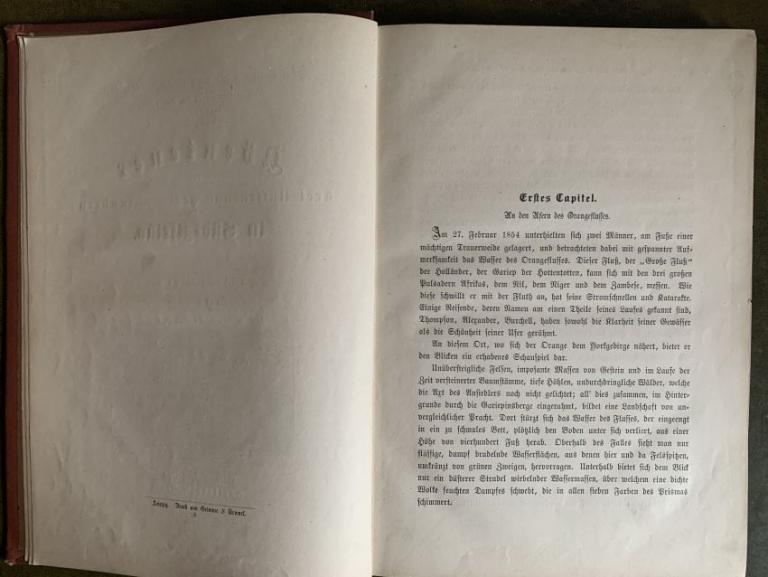 Leipzig. Druck von Grimme & Trömel.
Erstes Capitel.
An den Ufern des Orangeflusses.
Am 27. Februar 1854 unterhielten sich zwei Männer, am Fuße einer
mächtigen Trauerweide gelagert, und betrachteten dabei mit gespannter Auf-
merksamkeit das Wasser des Orangeflusses. Dieser Fluß, der „Große Fluß“
der Holländer, der Gariep der Hottentotten, kann sich mit den drei großen
Pulsadern Afrikas, dem Nil, dem Niger und dem Zambese, messen. Wie
diese schwillt er mit der Fluth an, hat seine Stromschnellen und Katarakte.
Einige Reisende, deren Namen am einen Theile seines Laufes gekannt sind,
Thompson, Alexander, Burchell, haben sowohl die Klarheit seiner Gewässer
als die Schönheit seiner Ufer gerühmt.
An diesem Ort, wo sich der Orange dem Yorkgebirge nähert, bietet er
den Blicken ein erhabenes Schauspiel dar.
Unübersteigliche Felsen, imposante Massen von Gestein und im Laufe der
Zeit versteinerter Baumstämme, tiefe Höhlen, undurchdringliche Wälder, welche
die Axt des Ansiedlers noch nicht gelichtet; all' dies zusammen, im Hinter-
grunde durch die Gariepinsberge eingerahmt, bildet eine Landschaft von un-
vergleichlicher Pracht. Dort stürzt sich das Wasser des Flusses, der eingeengt
in ein zu schmales Bett, plötzlich den Boden unter sich verliert, aus einer
Höhe von vierhundert Fuß herab. Oberhalb des Falles sieht man nur
flüssige, dampf brudelnde Wasserflächen, aus denen hier und da Felsspitzen,
umkränzt von grünen Zweigen, hervorragen. Unterhalb bietet sich dem Blick
nur ein düsterer Strudel wirbelnder Wassermassen, über welchem eine dichte
Wolke feuchten Dampfes schwebt, die in allen sieben Farben des Prismas
schimmert.